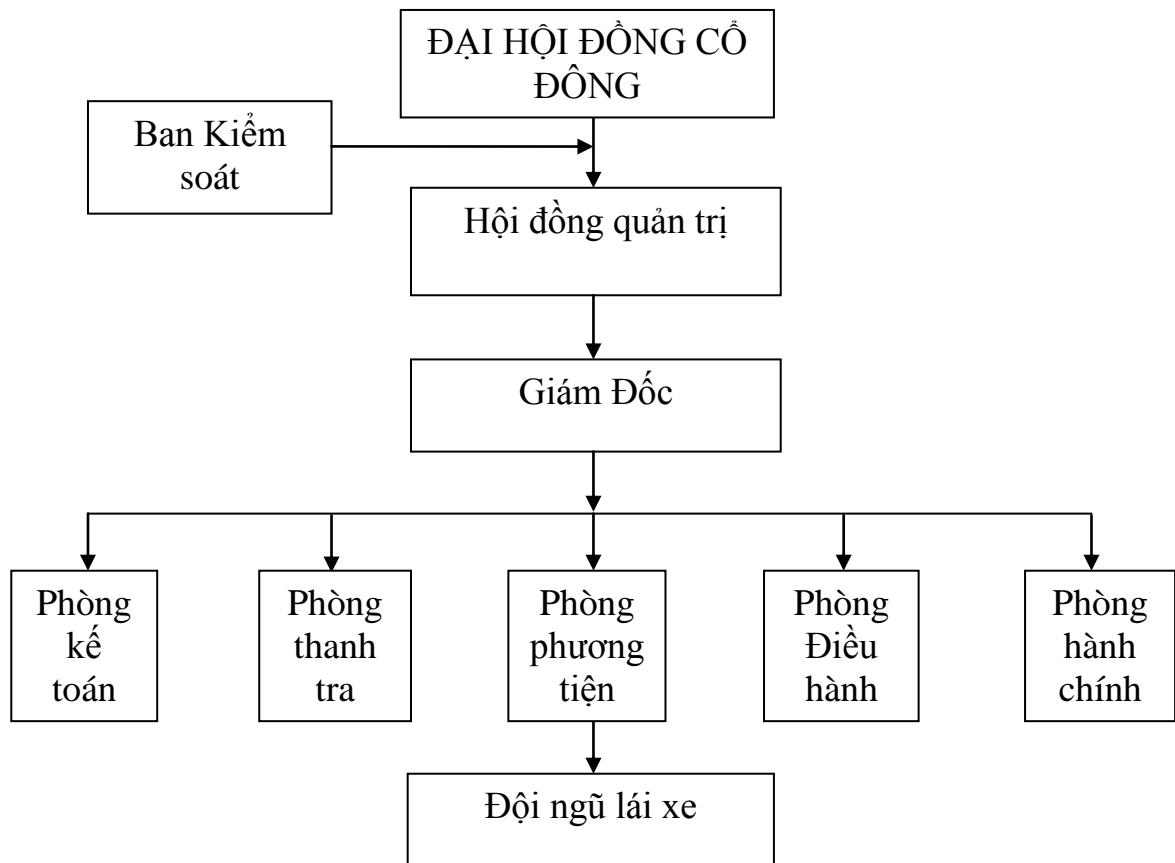 ĐẠI HỘI ĐỒNG CỔ
ĐÔNG
Ban Kiểm
soát
Hội đồng quản trị
Giám Đốc
Phòng
kế
toán
Phòng
thanh
tra
Phòng
phương
tiện
Phòng
Điều
hành
Phòng
hành
chính
Đội ngũ lái xe